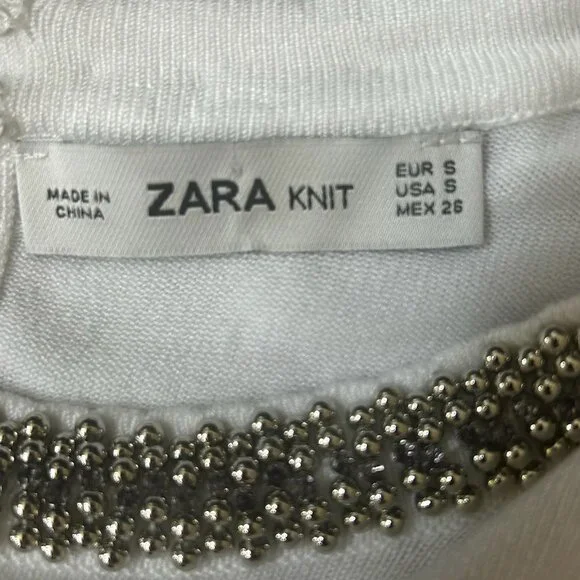 MADE IN
CHINA
ZARA KNIT
EUR S
USA S
MEX 26